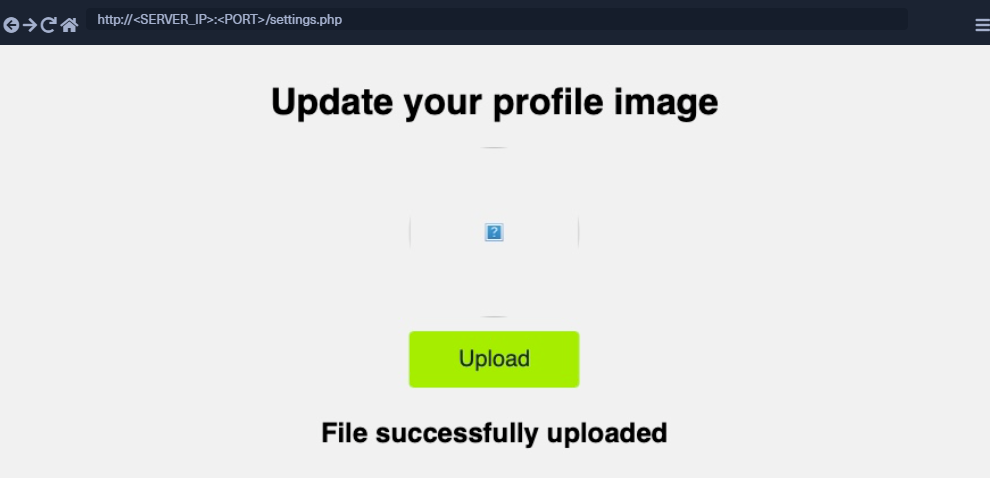 http://<SERVER_IP>:<PORT>/settings.php
Update your profile image
?
Upload
File successfully uploaded